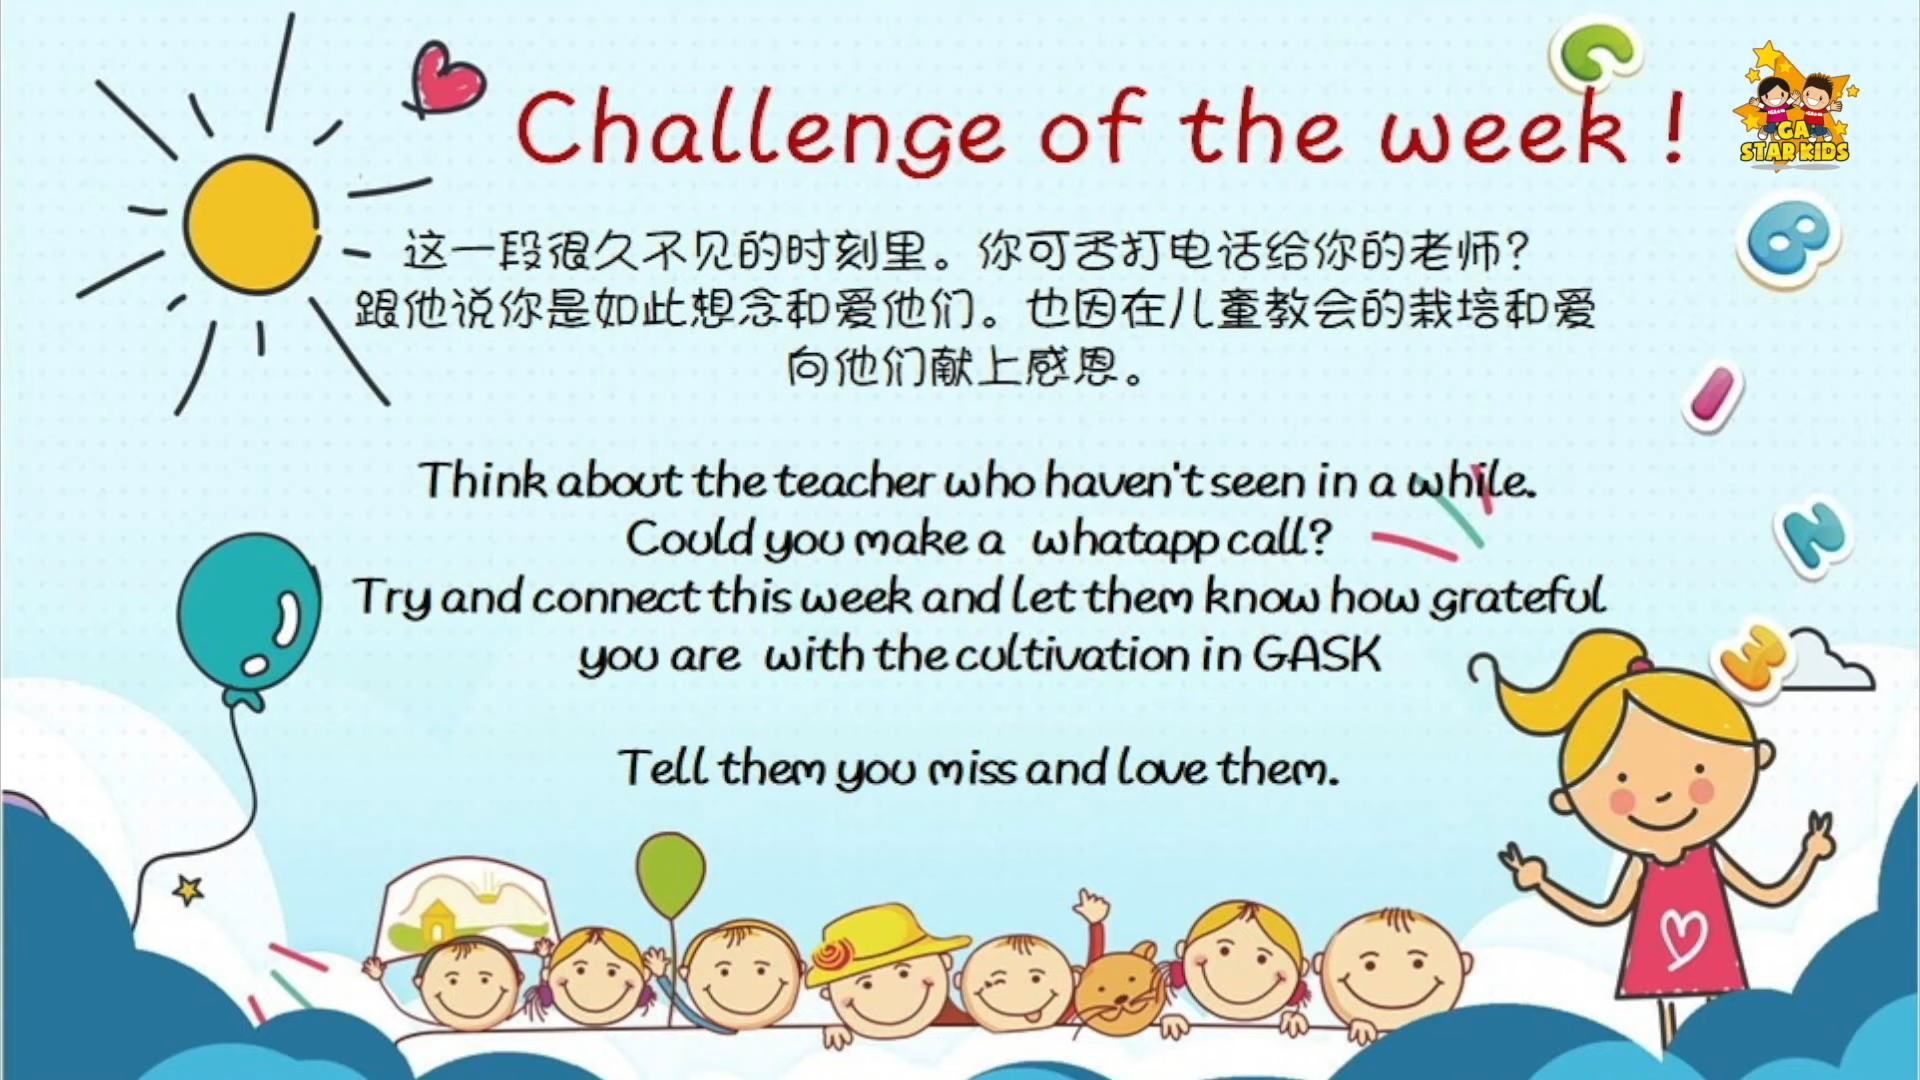 Challenge of the week !
GA
STAR KIDS
这一段很久不见的时刻里。你可否打电话给你的老师?
跟他说你是如此想念和爱他们。也因在儿童教会的栽培和爱
向他们献上感恩。
Think about the teacher who haven't seen in a while.
Could you make a whatapp call?
Try and connect this week and let them know how grateful
you are with the cultivation in GASK
Tell them you miss and love them.